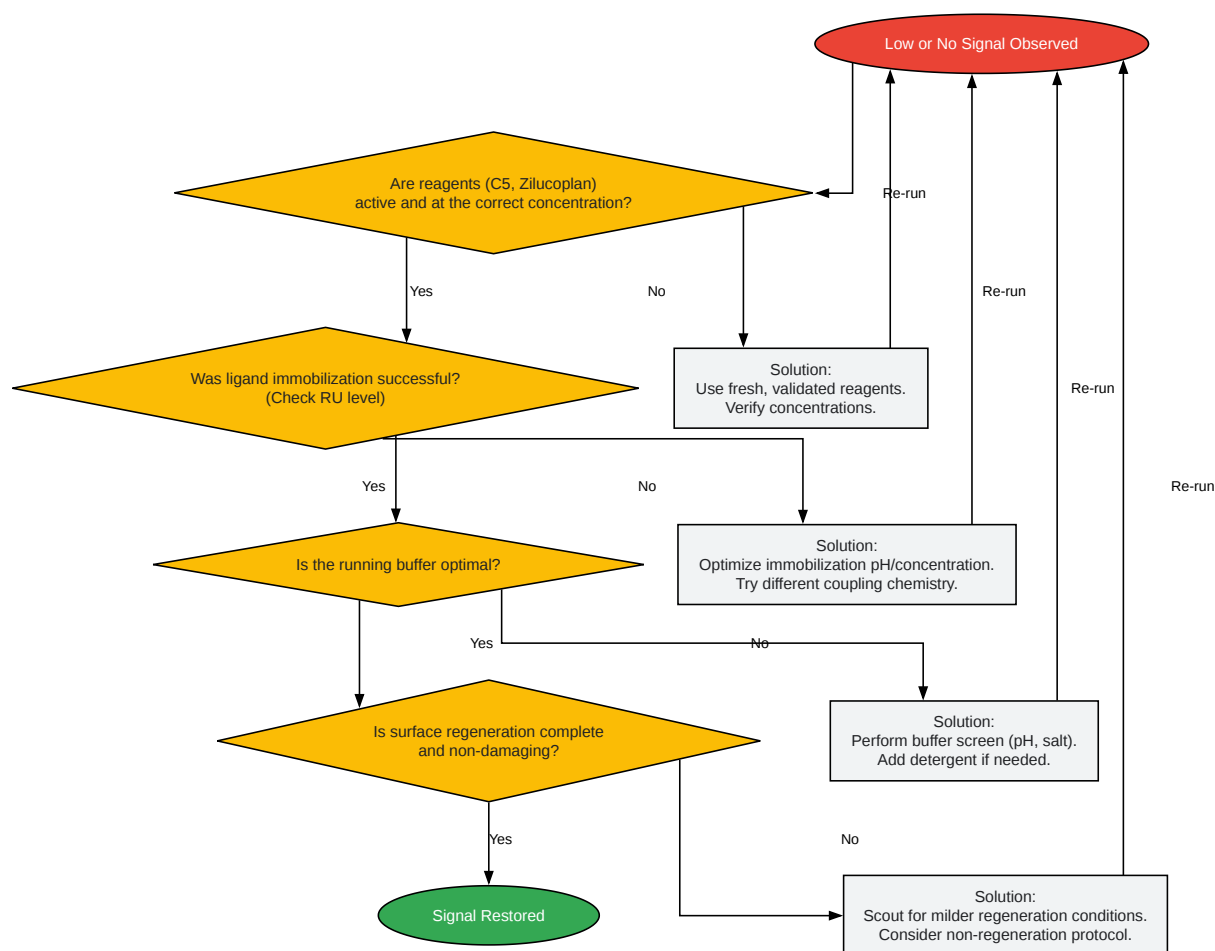 Low or No Signal Observed
Are reagents (C5, Zilucoplan)
active and at the correct concentration?
Re-run
Yes
No
Re-run
Was ligand immobilization successful?
(Check RU level)
Solution:
Use fresh, validated reagents.
Verify concentrations.
Re-run
Yes
No
Re-run
Is the running buffer optimal?
Solution:
Optimize immobilization pH/concentration.
Try different coupling chemistry.
Yes
No
Is surface regeneration complete
and non-damaging?
Solution:
Perform buffer screen (pH, salt).
Add detergent if needed.
Yes
No
Signal Restored
Solution:
Scout for milder regeneration conditions.
Consider non-regeneration protocol.